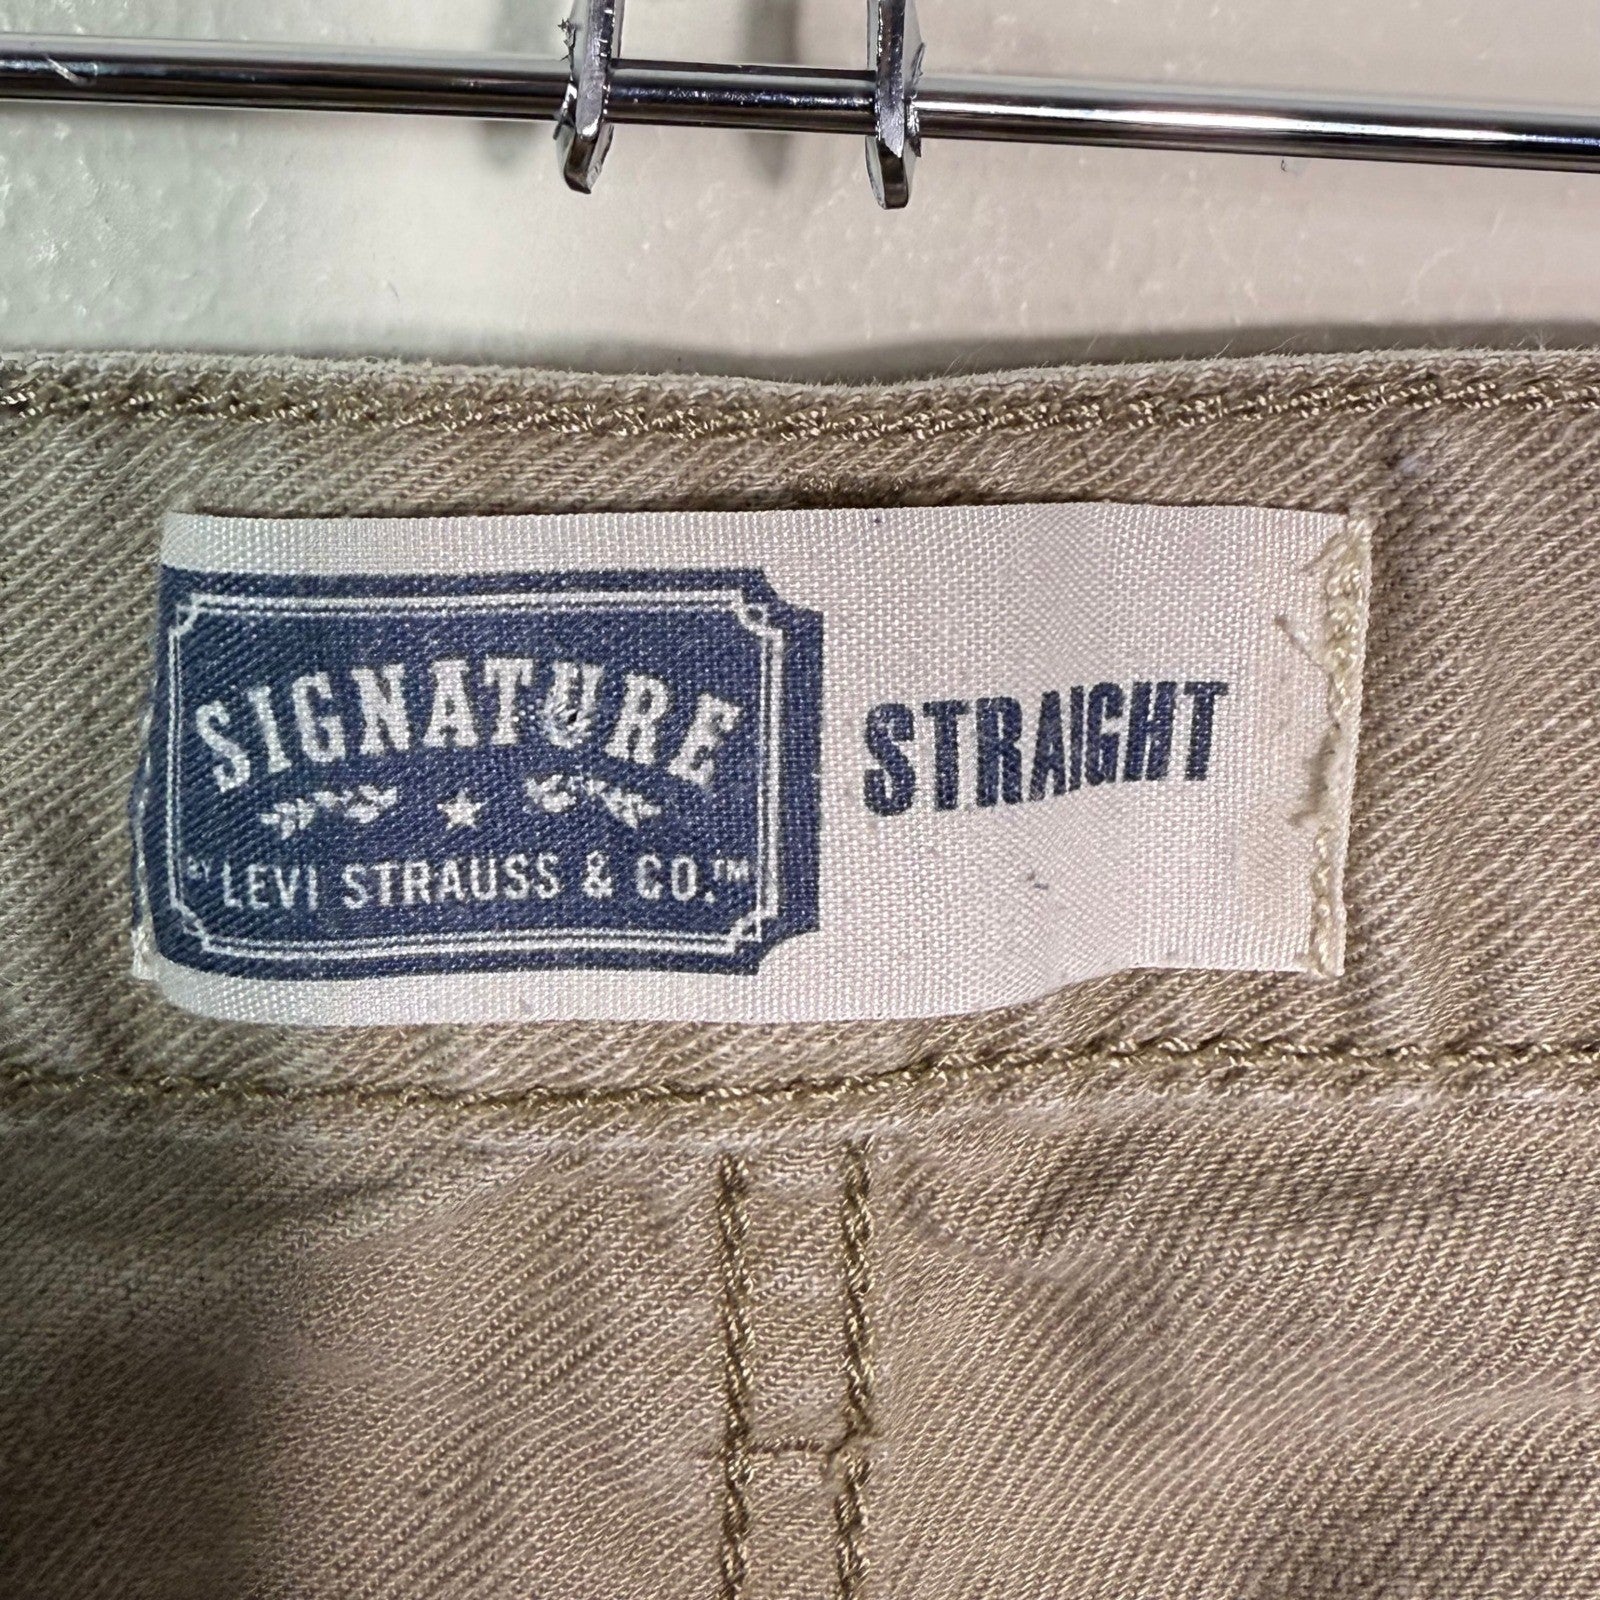 SIGNATURE
BY LEVI STRAUSS & CO.™
STRAIGHT